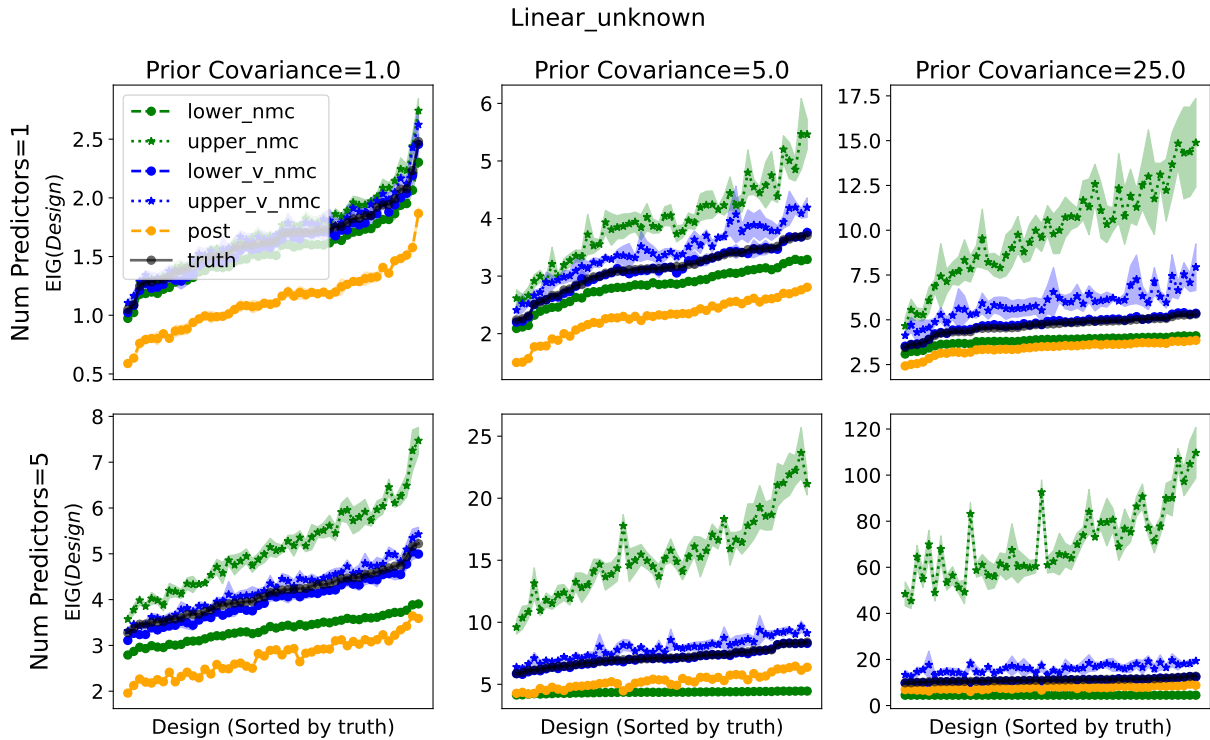 Linear_unknown
Prior Covariance=1.0
Prior Covariance=5.0
Prior Covariance=25.0
Num Predictors=1
EIG(Design)
2.5
2.0
1.5
1.0
0.5
lower_nmc
upper_nmc
lower_v_nmc
upper_v_nmc
post
truth
6
5
4
3
2
17.5
15.0
12.5
10.0
7.5
5.0
2.5
Num Predictors=5
EIG(Design)
8
7
6
5
4
3
2
25
20
15
10
5
120
100
80
60
40
20
0
Design (Sorted by truth)
Design (Sorted by truth)
Design (Sorted by truth)